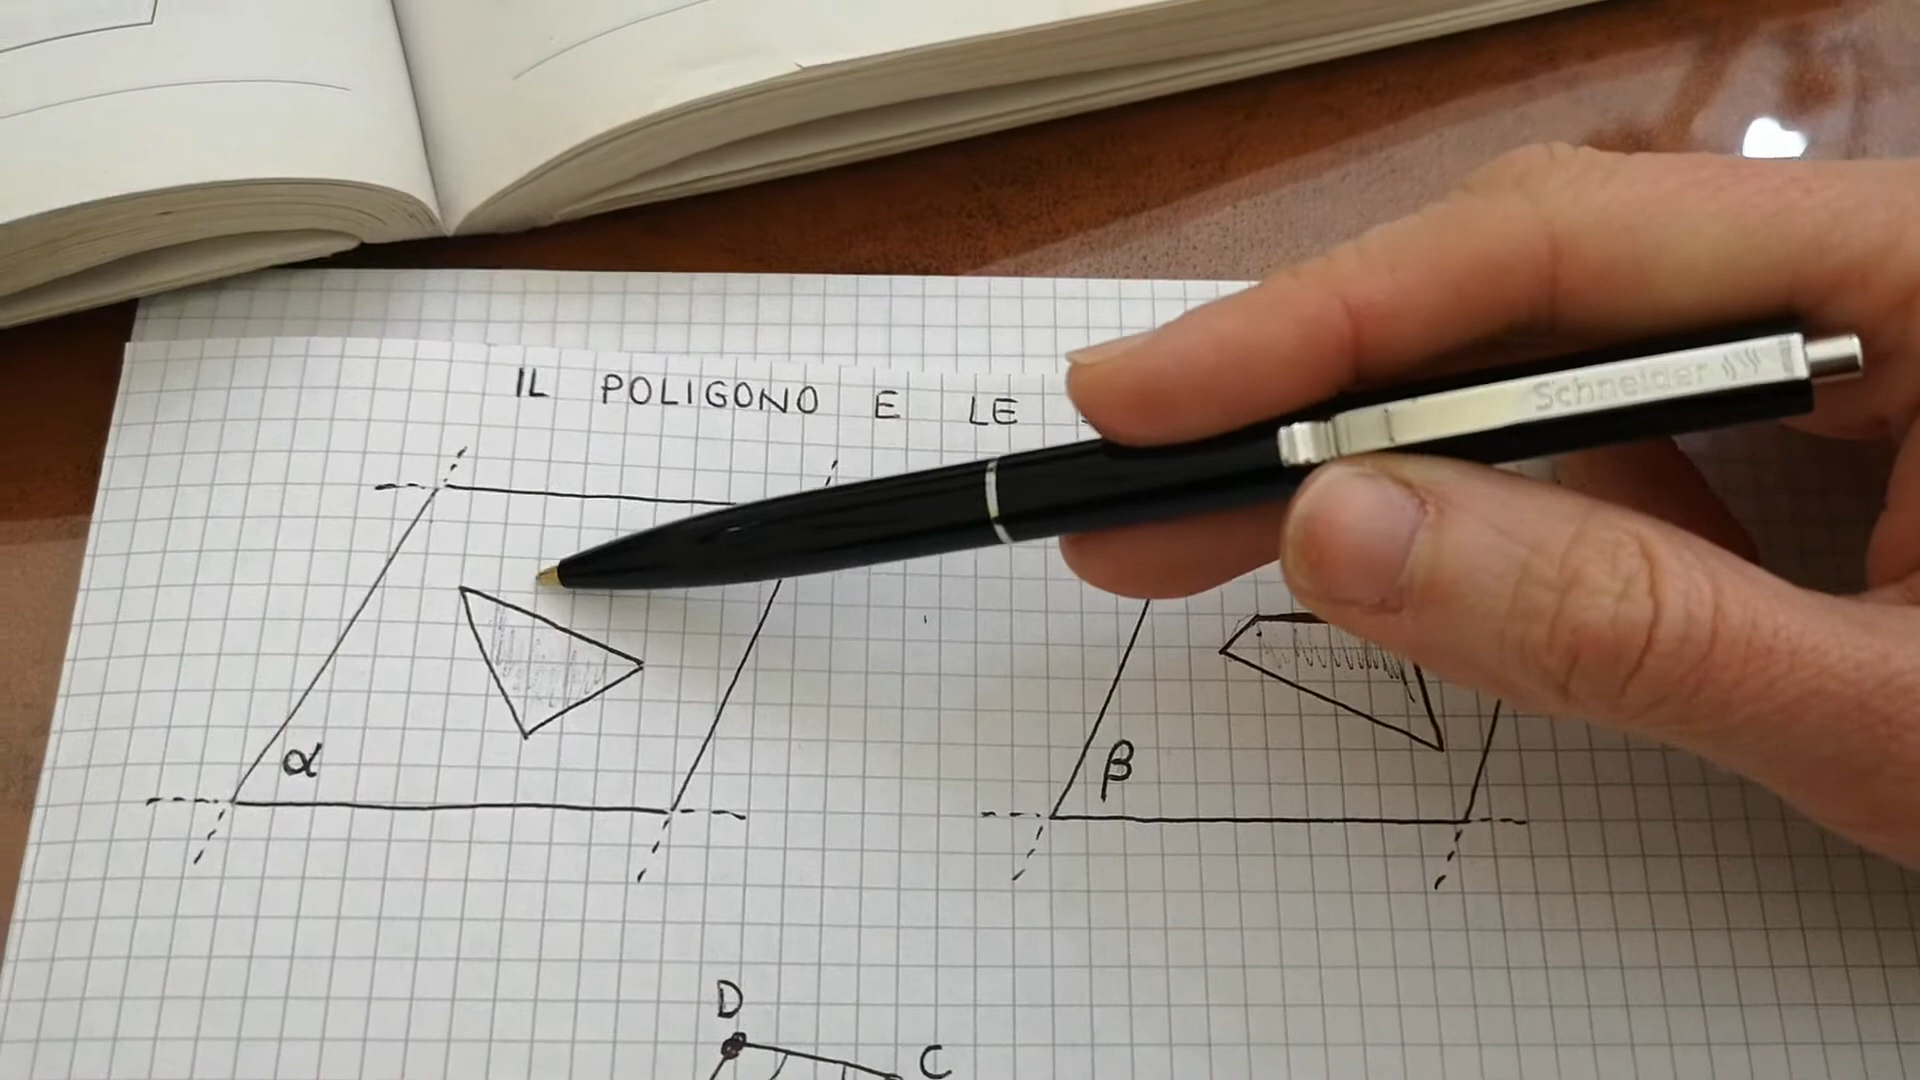 IL POLIGONO E LE
Schneider
α
β
D
C